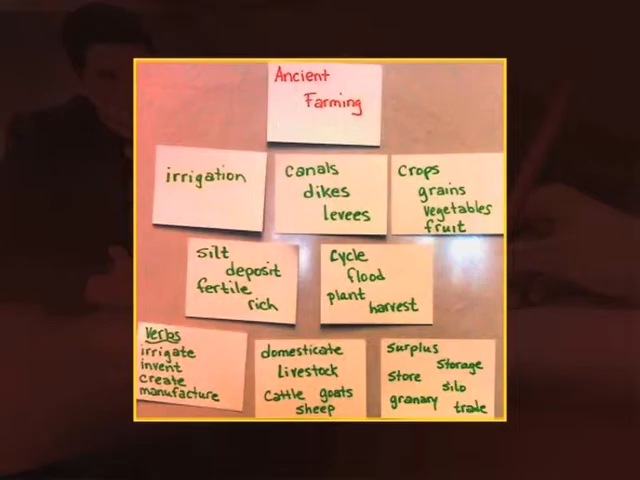 Ancient
Farming
irrigation
canals
dikes
levees
Crops
grains
vegetables
fruit
Silt
deposit
fertile
rich
Cycle
flood
plant
harvest
Verbs
irrigate
invent
create
manufacture
domesticate
Livestock
Cattle goats
sheep
Surplus
Storage
Store
silo
granary
trade